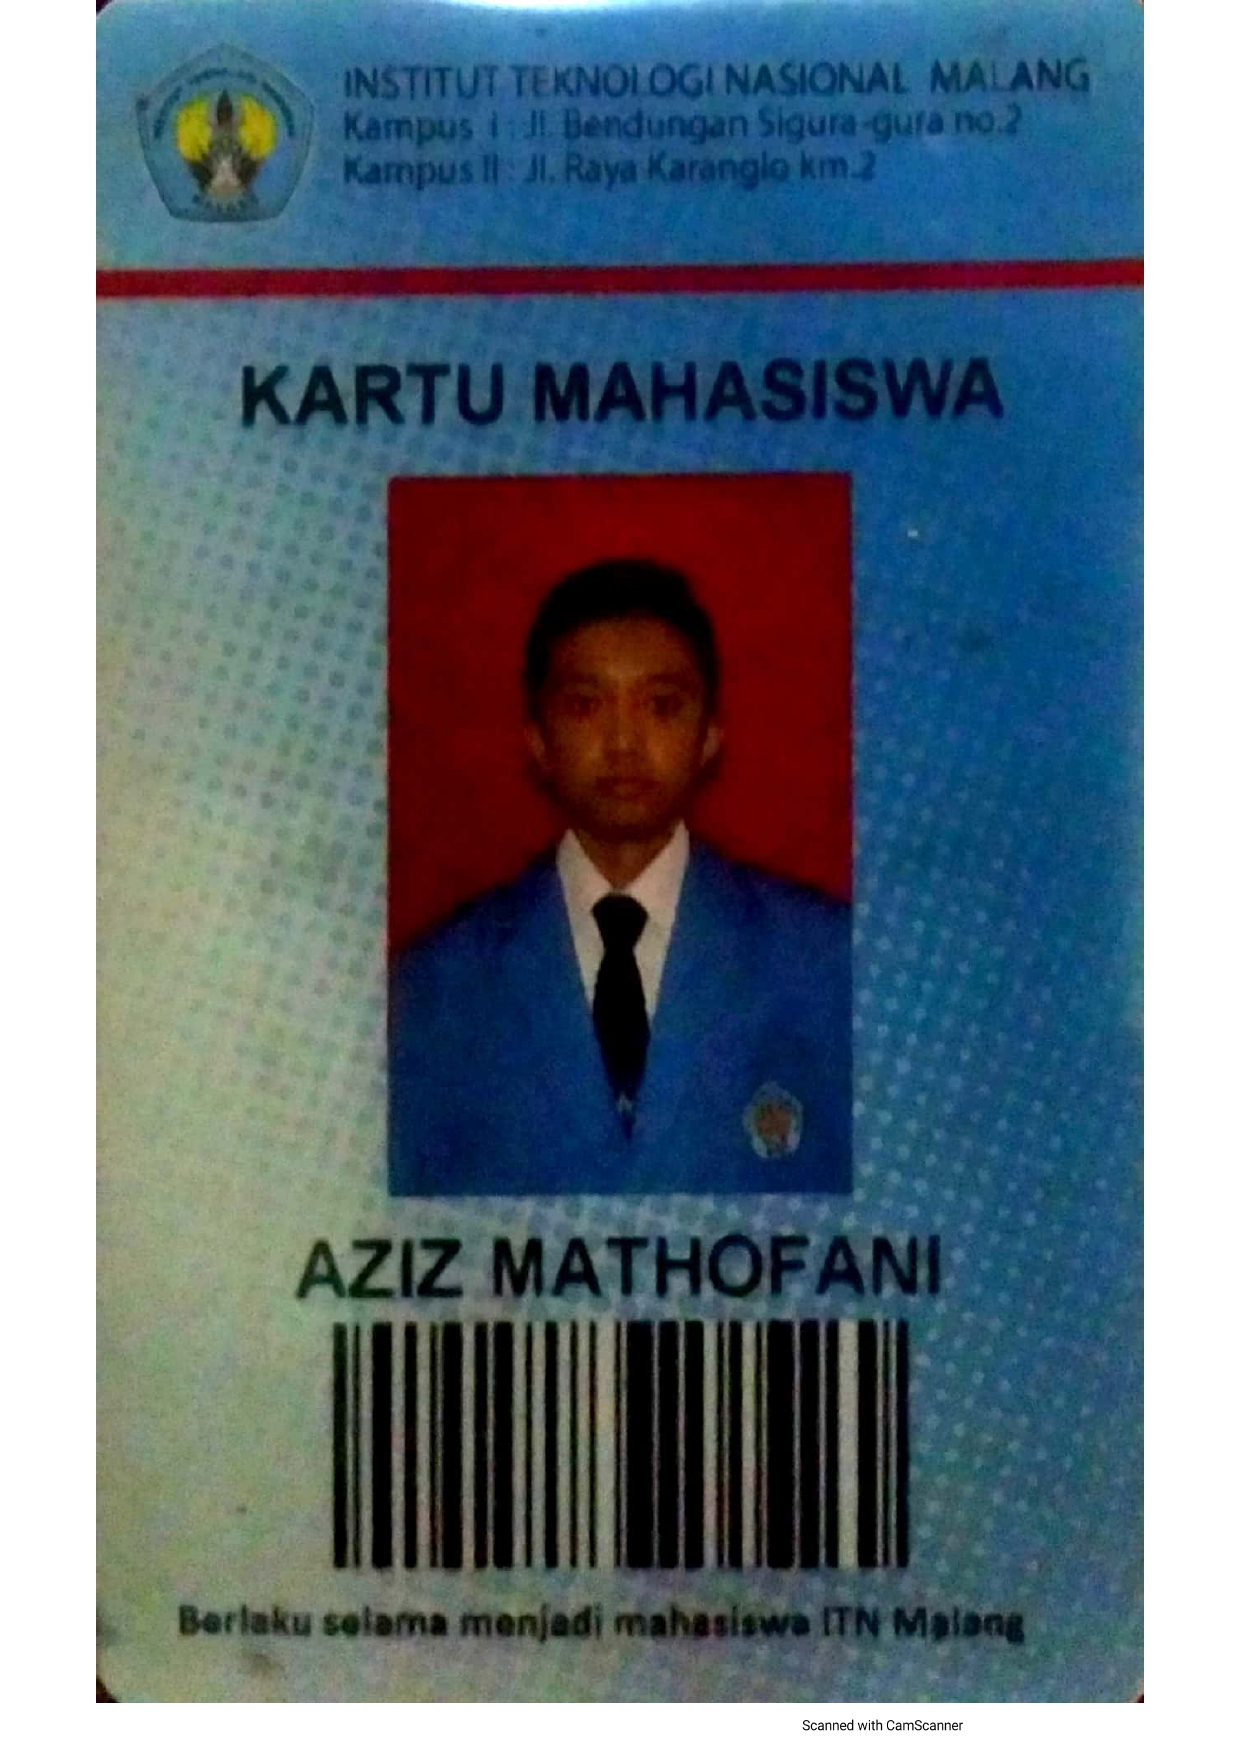 INSTITUT TEKNOLOGI NASIONAL MALANG
Kampus I : Jl. Bendungan Sigura-gura no.2
Kampus II : Jl. Raya Karanglo km.2
KARTU MAHASISWA
AZIZ MATHOFANI
Berlaku selama menjadi mahasiswa ITN Malang
Scanned with CamScanner